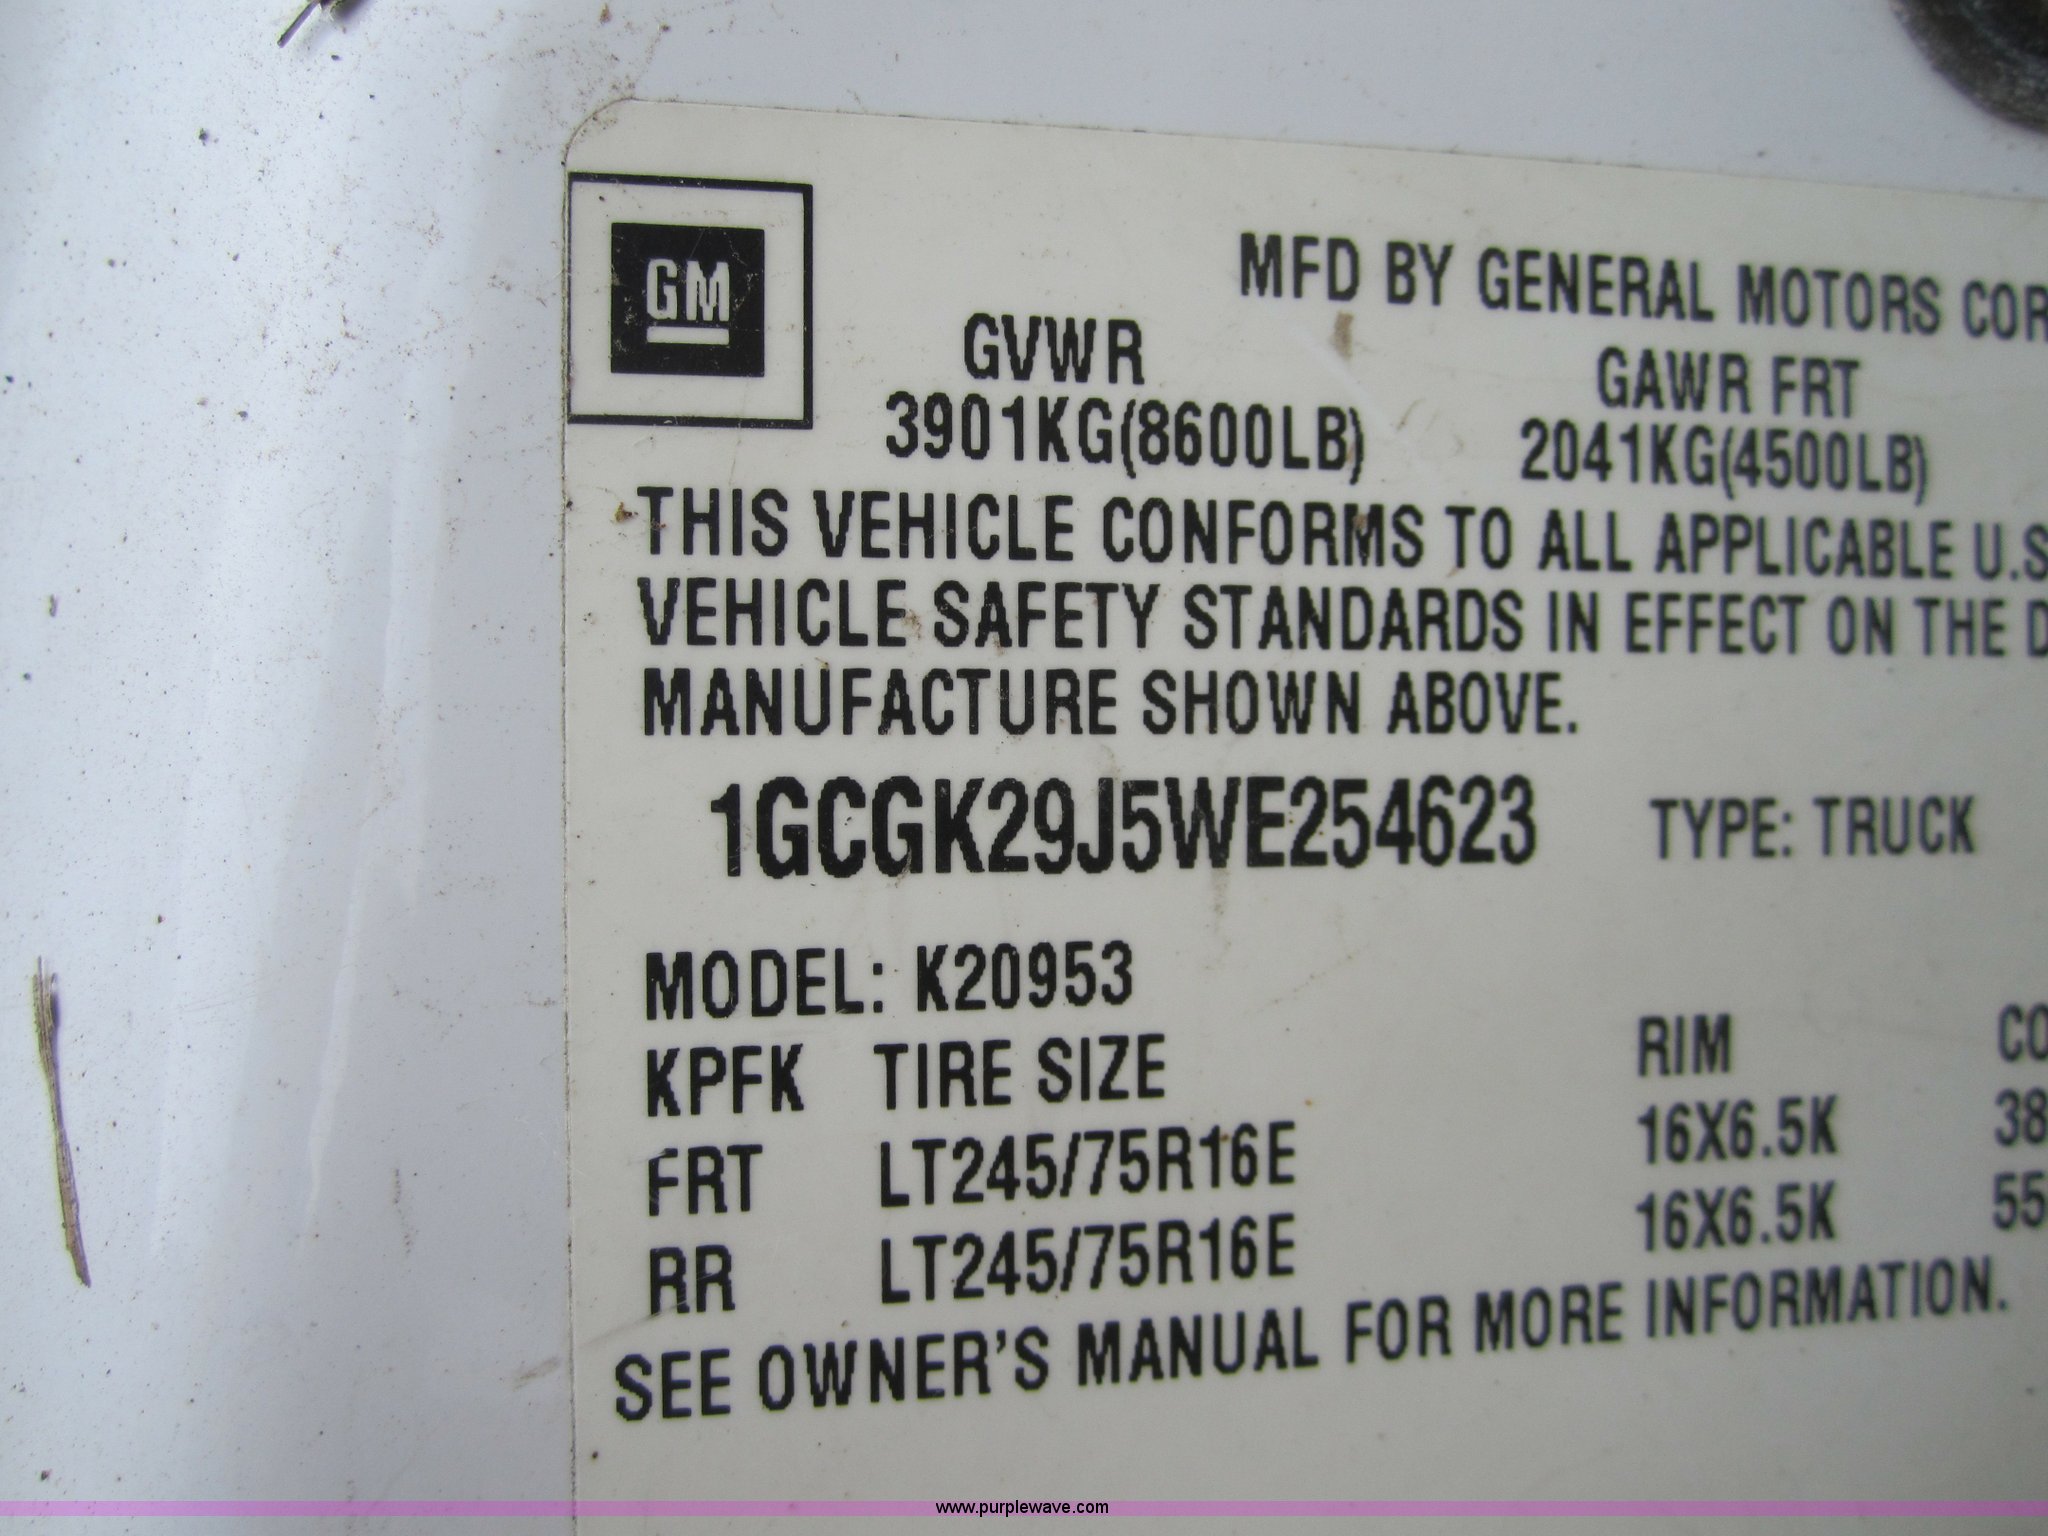 GM
MFD BY GENERAL MOTORS COR
GVWR GAWR FRT
3901KG(8600LB) 2041KG(4500LB)
THIS VEHICLE CONFORMS TO ALL APPLICABLE U.S
VEHICLE SAFETY STANDARDS IN EFFECT ON THE D
MANUFACTURE SHOWN ABOVE.
1GCGK29J5WE254623 TYPE: TRUCK
MODEL: K20953
KPFK TIRE SIZE RIM CO
FRT LT245/75R16E 16X6.5K 38
RR LT245/75R16E 16X6.5K 55
SEE OWNER'S MANUAL FOR MORE INFORMATION.
www.purplewave.com